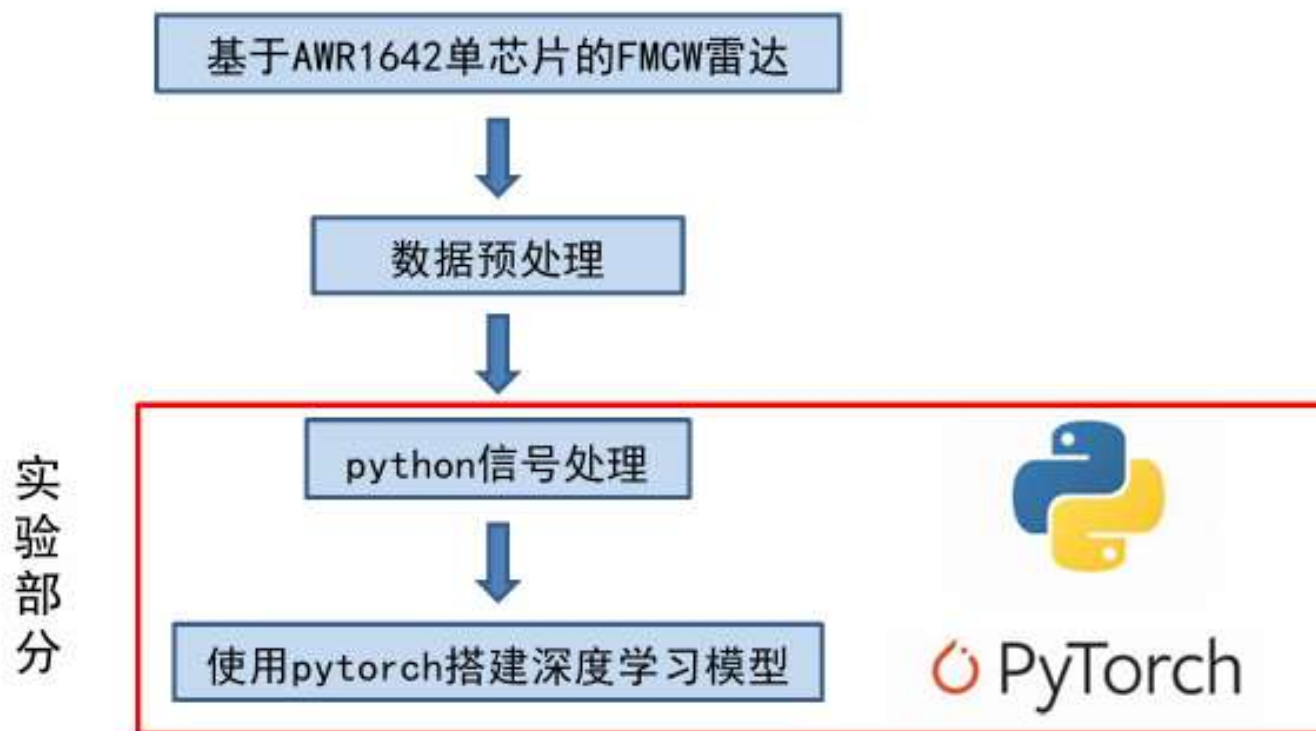 基于AWR1642单芯片的FMCW雷达
数据预处理
python信号处理
实验部分
使用pytorch搭建深度学习模型
PyTorch